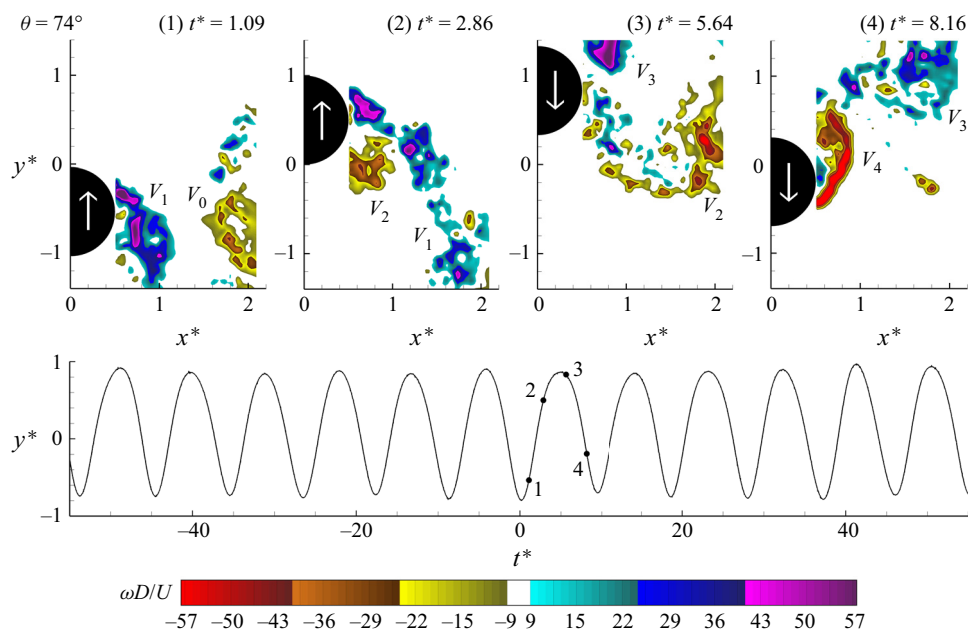 θ = 74°
(1) t* = 1.09
(2) t* = 2.86
(3) t* = 5.64
(4) t* = 8.16
y*
1
0
−1
V1
V0
V2
V1
V3
V2
V4
V3
0 1 2
0 1 2
0 1 2
0 1 2
x*
x*
x*
x*
y*
1
0
−1
1
2
3
4
−40 −20 0 20 40
t*
ωD/U
−57 −43 −36 −29 −22 −15 −9 9 15 22 29 36 43 50 57